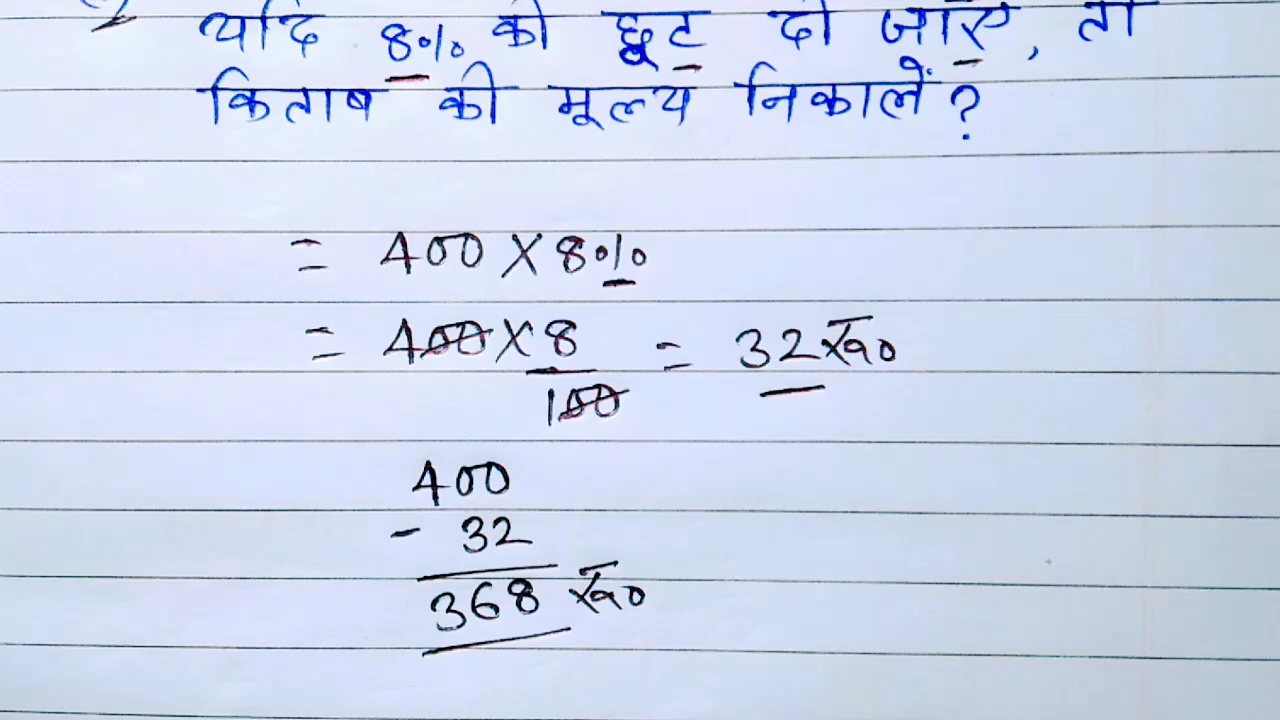 यदि 8% की छूट दी जाए, तो
किताब की मूल्य निकालें?
= 400 × 8%
= 400 × 8/100 = 32 रू०
400
- 32
368 रू०